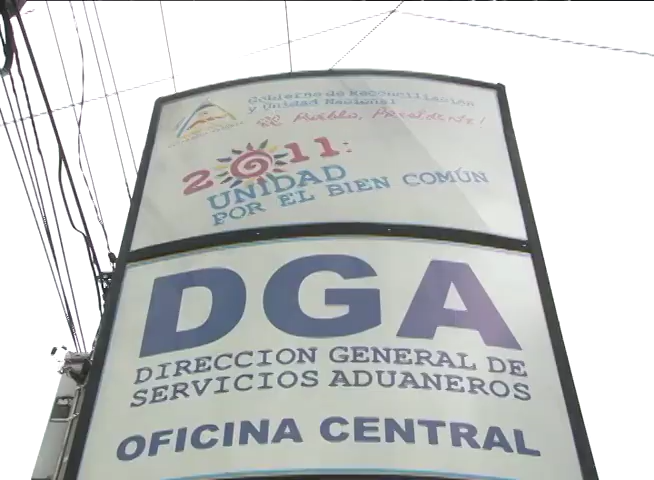 Gobierno de Reconciliación
y Unidad Nacional
El Pueblo, Presidente!
2011:
UNIDAD
POR EL BIEN COMÚN
DGA
DIRECCION GENERAL DE
SERVICIOS ADUANEROS
OFICINA CENTRAL